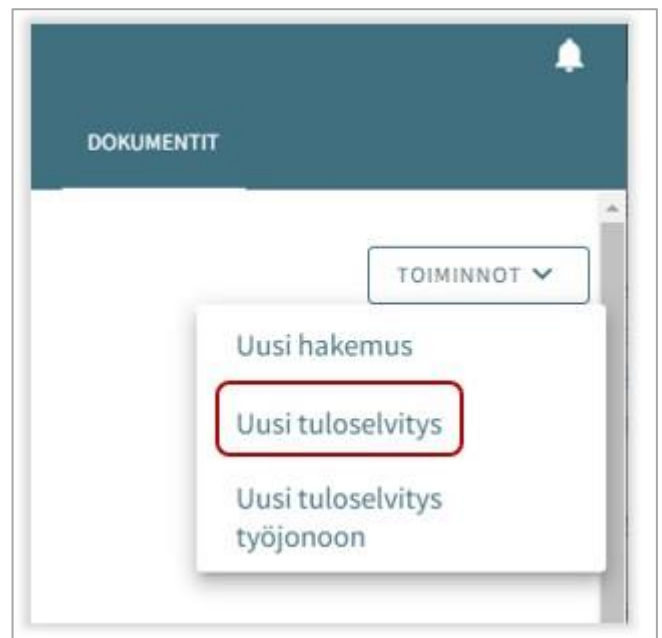 DOKUMENTIT
TOIMINNOT
Uusi hakemus
Uusi tuloselvitys
Uusi tuloselvitys
työjonoon